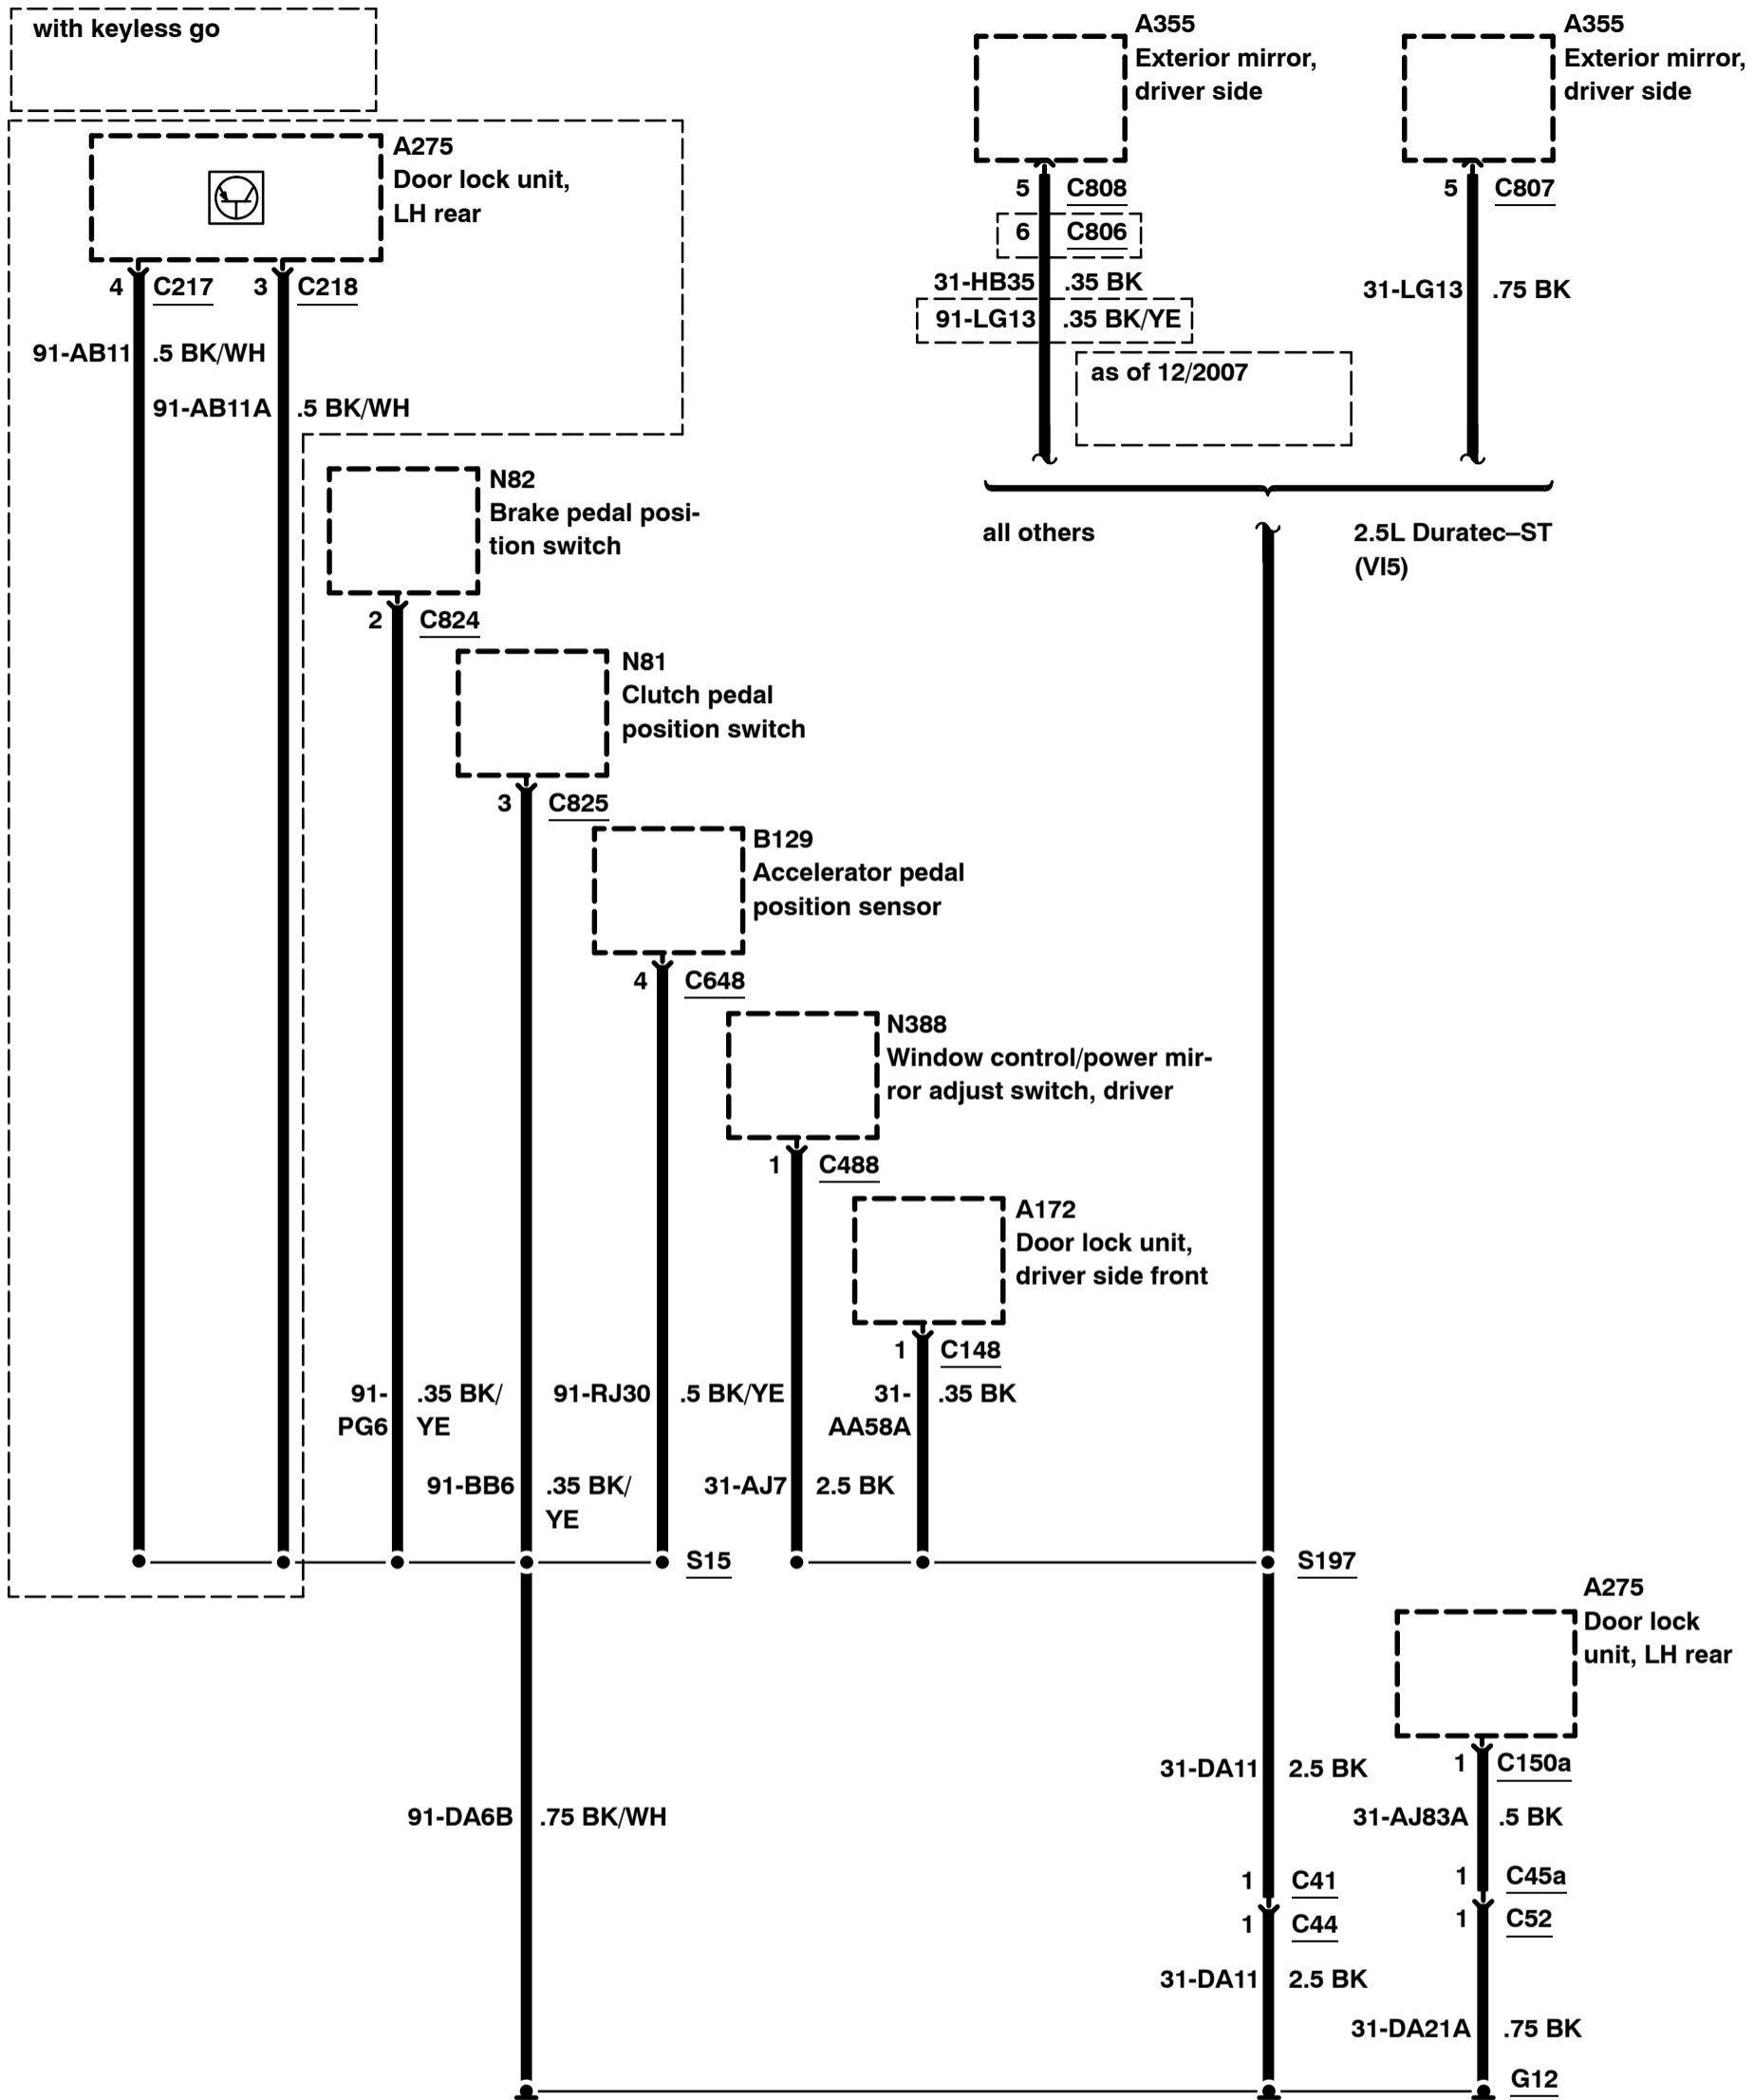 with keyless go
A275
Door lock unit,
LH rear
4 C217 3 C218
91-AB11 .5 BK/WH
91-AB11A .5 BK/WH
A355
Exterior mirror,
driver side
5 C808
6 C806
31-HB35 .35 BK
91-LG13 .35 BK/YE
as of 12/2007
A355
Exterior mirror,
driver side
5 C807
31-LG13 .75 BK
all others
2.5L Duratec–ST
(VI5)
N82
Brake pedal posi-
tion switch
2 C824
N81
Clutch pedal
position switch
3 C825
B129
Accelerator pedal
position sensor
4 C648
N388
Window control/power mir-
ror adjust switch, driver
1 C488
A172
Door lock unit,
driver side front
1 C148
91-
PG6
.35 BK/
YE
91-RJ30 .5 BK/YE
31-
AA58A
.35 BK
91-BB6 .35 BK/
YE
31-AJ7 2.5 BK
S15
S197
A275
Door lock
unit, LH rear
1 C150a
31-DA11 2.5 BK
31-AJ83A .5 BK
91-DA6B .75 BK/WH
1 C41
1 C44
1 C45a
1 C52
31-DA11 2.5 BK
31-DA21A .75 BK
G12